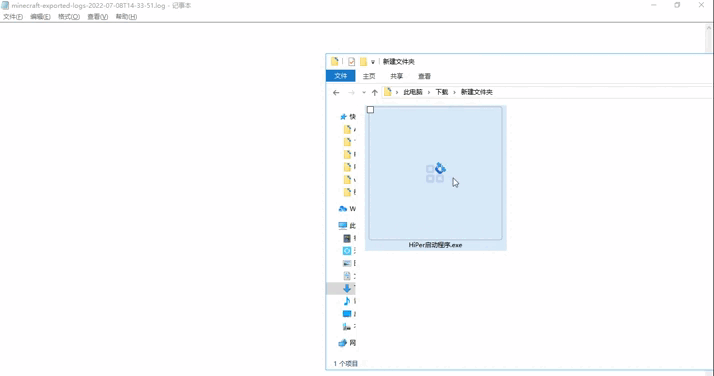 minecraft-exported-logs-2022-07-08T14-33-51.log - 记事本
文件(F) 编辑(E) 格式(O) 查看(V) 帮助(H)
新建文件夹
文件 主页 共享 查看
此电脑 › 下载 › 新建文件夹
HiPer启动程序.exe
1 个项目